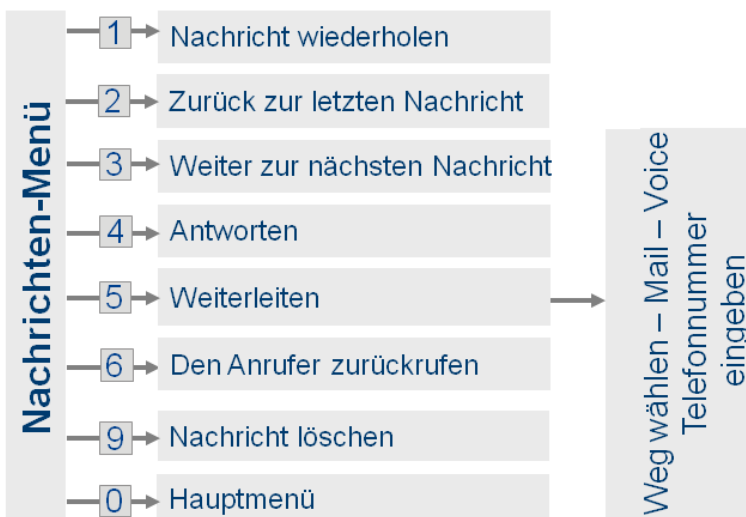 Nachrichten-Menü
1 Nachricht wiederholen
2 Zurück zur letzten Nachricht
3 Weiter zur nächsten Nachricht
4 Antworten
5 Weiterleiten
6 Den Anrufer zurückrufen
9 Nachricht löschen
0 Hauptmenü
Weg wählen – Mail – Voice
Telefonnummer
eingeben